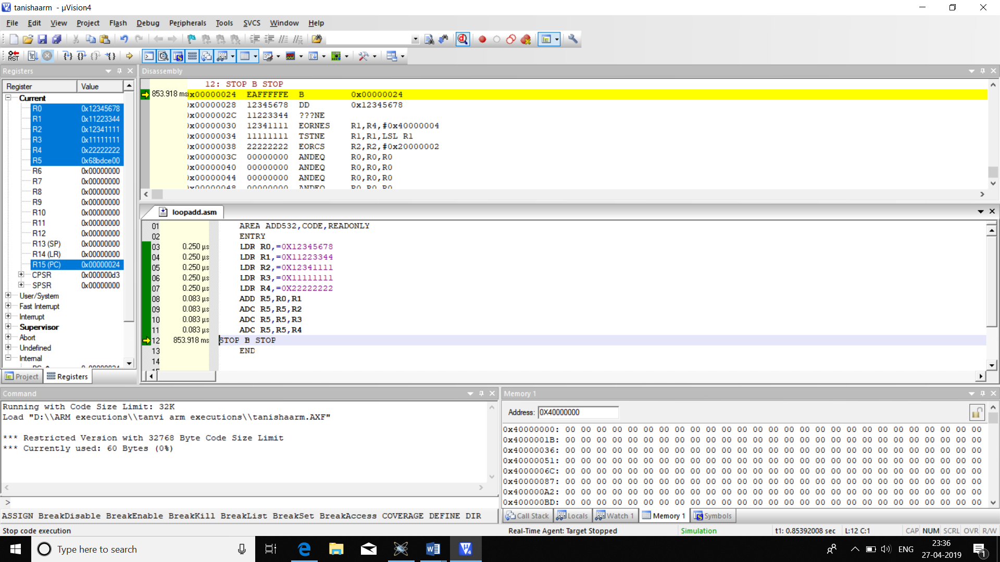 tanishaarm - µVision4
File Edit View Project Flash Debug Peripherals Tools SVCS Window Help
RST
Registers
Register Value
Current
R0 0x12345678
R1 0x11223344
R2 0x12341111
R3 0x11111111
R4 0x22222222
R5 0x68bdce00
R6 0x00000000
R7 0x00000000
R8 0x00000000
R9 0x00000000
R10 0x00000000
R11 0x00000000
R12 0x00000000
R13 (SP) 0x00000000
R14 (LR) 0x00000000
R15 (PC) 0x00000024
CPSR 0x000000d3
SPSR 0x00000000
User/System
Fast Interrupt
Interrupt
Supervisor
Abort
Undefined
Internal
Project Registers
Disassembly
12: STOP B STOP
853.918 ms 0x00000024 EAFFFFFE B 0x00000024
0x00000028 12345678 DD 0x12345678
0x0000002C 11223344 ???NE
0x00000030 12341111 EORNES R1,R4,#0x40000004
0x00000034 11111111 TSTNE R1,R1,LSL R1
0x00000038 22222222 EORCS R2,R2,#0x20000002
0x0000003C 00000000 ANDEQ R0,R0,R0
0x00000040 00000000 ANDEQ R0,R0,R0
0x00000044 00000000 ANDEQ R0,R0,R0
0x00000048 00000000 ANDEQ R0,R0,R0
loopadd.asm
01 AREA ADD532,CODE,READONLY
02 ENTRY
03 0.250 µs LDR R0,=0X12345678
04 0.250 µs LDR R1,=0X11223344
05 0.250 µs LDR R2,=0X12341111
06 0.250 µs LDR R3,=0X11111111
07 0.250 µs LDR R4,=0X22222222
08 0.083 µs ADD R5,R0,R1
09 0.083 µs ADC R5,R5,R2
10 0.083 µs ADC R5,R5,R3
11 0.083 µs ADC R5,R5,R4
12 853.918 ms STOP B STOP
13 END
14
Command
Running with Code Size Limit: 32K
Load "D:\\ARM executions\\tanvi arm executions\\tanishaarm.AXF"
*** Restricted Version with 32768 Byte Code Size Limit
*** Currently used: 60 Bytes (0%)
>
ASSIGN BreakDisable BreakEnable BreakKill BreakList BreakSet BreakAccess COVERAGE DEFINE DIR
Memory 1
Address: 0X40000000
0x40000000: 00 00 00 00 00 00 00 00 00 00 00 00 00 00 00 00 00 00 00 00 00 00 00 00 00 00 00
0x4000001B: 00 00 00 00 00 00 00 00 00 00 00 00 00 00 00 00 00 00 00 00 00 00 00 00 00 00 00
0x40000036: 00 00 00 00 00 00 00 00 00 00 00 00 00 00 00 00 00 00 00 00 00 00 00 00 00 00 00
0x40000051: 00 00 00 00 00 00 00 00 00 00 00 00 00 00 00 00 00 00 00 00 00 00 00 00 00 00 00
0x4000006C: 00 00 00 00 00 00 00 00 00 00 00 00 00 00 00 00 00 00 00 00 00 00 00 00 00 00 00
0x40000087: 00 00 00 00 00 00 00 00 00 00 00 00 00 00 00 00 00 00 00 00 00 00 00 00 00 00 00
0x400000A2: 00 00 00 00 00 00 00 00 00 00 00 00 00 00 00 00 00 00 00 00 00 00 00 00 00 00 00
0x400000BD: 00 00 00 00 00 00 00 00 00 00 00 00 00 00 00 00 00 00 00 00 00 00 00 00 00 00 00
Call Stack Locals Watch 1 Memory 1 Symbols
Stop code execution Real-Time Agent: Target Stopped Simulation t1: 0.85392008 sec L:12 C:1 CAP NUM SCRL OVR R/W
Type here to search
ENG 23:36
27-04-2019
1